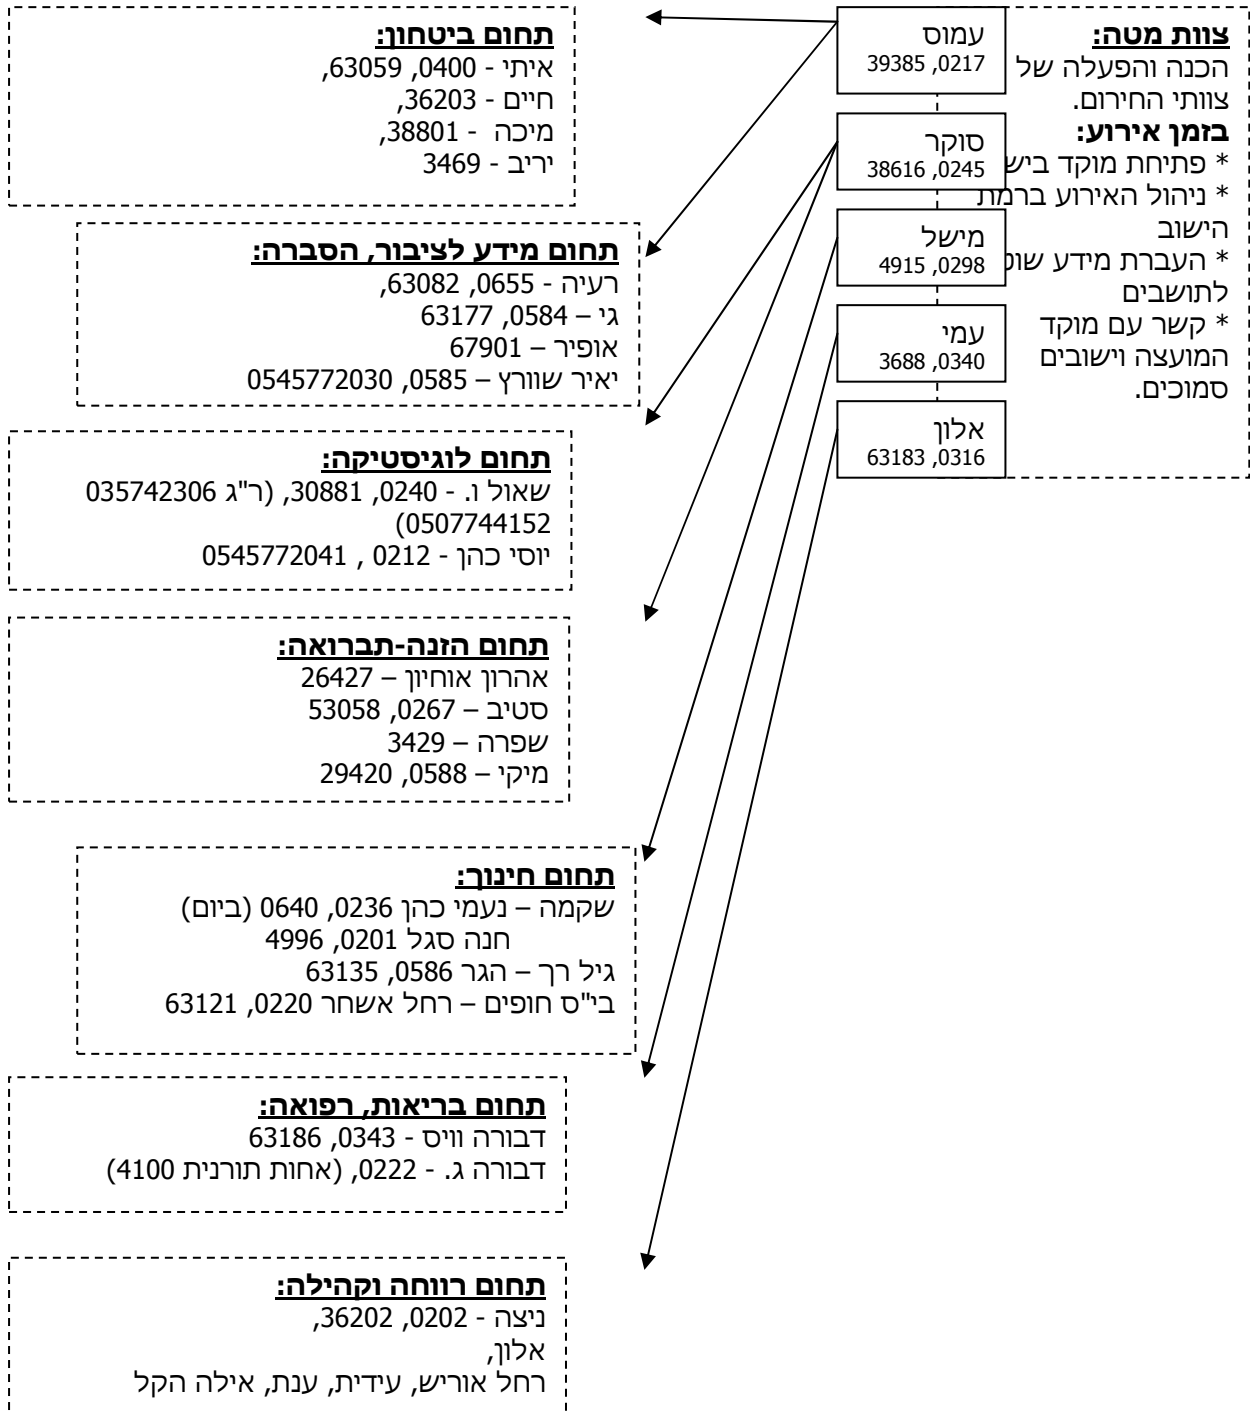 צוות מטה:
הכנה והפעלה של
צוותי החירום.
בזמן אירוע:
* פתיחת מוקד ביש
* ניהול האירוע ברמת
הישוב
* העברת מידע שוט
לתושבים
* קשר עם מוקד
המועצה וישובים
סמוכים.
עמוס
0217, 39385
סוקר
0245, 38616
מישל
0298, 4915
עמי
0340, 3688
אלון
0316, 63183
תחום ביטחון:
איתי - 0400, 63059,
חיים - 36203,
מיכה - 38801,
יריב - 3469
תחום מידע לציבור, הסברה:
רעיה - 0655, 63082,
גי – 0584, 63177
אופיר – 67901
יאיר שוורץ – 0585, 0545772030
תחום לוגיסטיקה:
שאול ו. - 0240, 30881, (ר"ג 035742306
0507744152)
יוסי כהן - 0212 , 0545772041
תחום הזנה-תברואה:
אהרון אוחיון – 26427
סטיב – 0267, 53058
שפרה – 3429
מיקי – 0588, 29420
תחום חינוך:
שקמה – נעמי כהן 0236, 0640 (ביום)
חנה סגל 0201, 4996
גיל רך – הגר 0586, 63135
בי"ס חופים – רחל אשחר 0220, 63121
תחום בריאות, רפואה:
דבורה וויס - 0343, 63186
דבורה ג. - 0222, (אחות תורנית 4100)
תחום רווחה וקהילה:
ניצה - 0202, 36202,
אלון,
רחל אוריש, עידית, ענת, אילה הקל